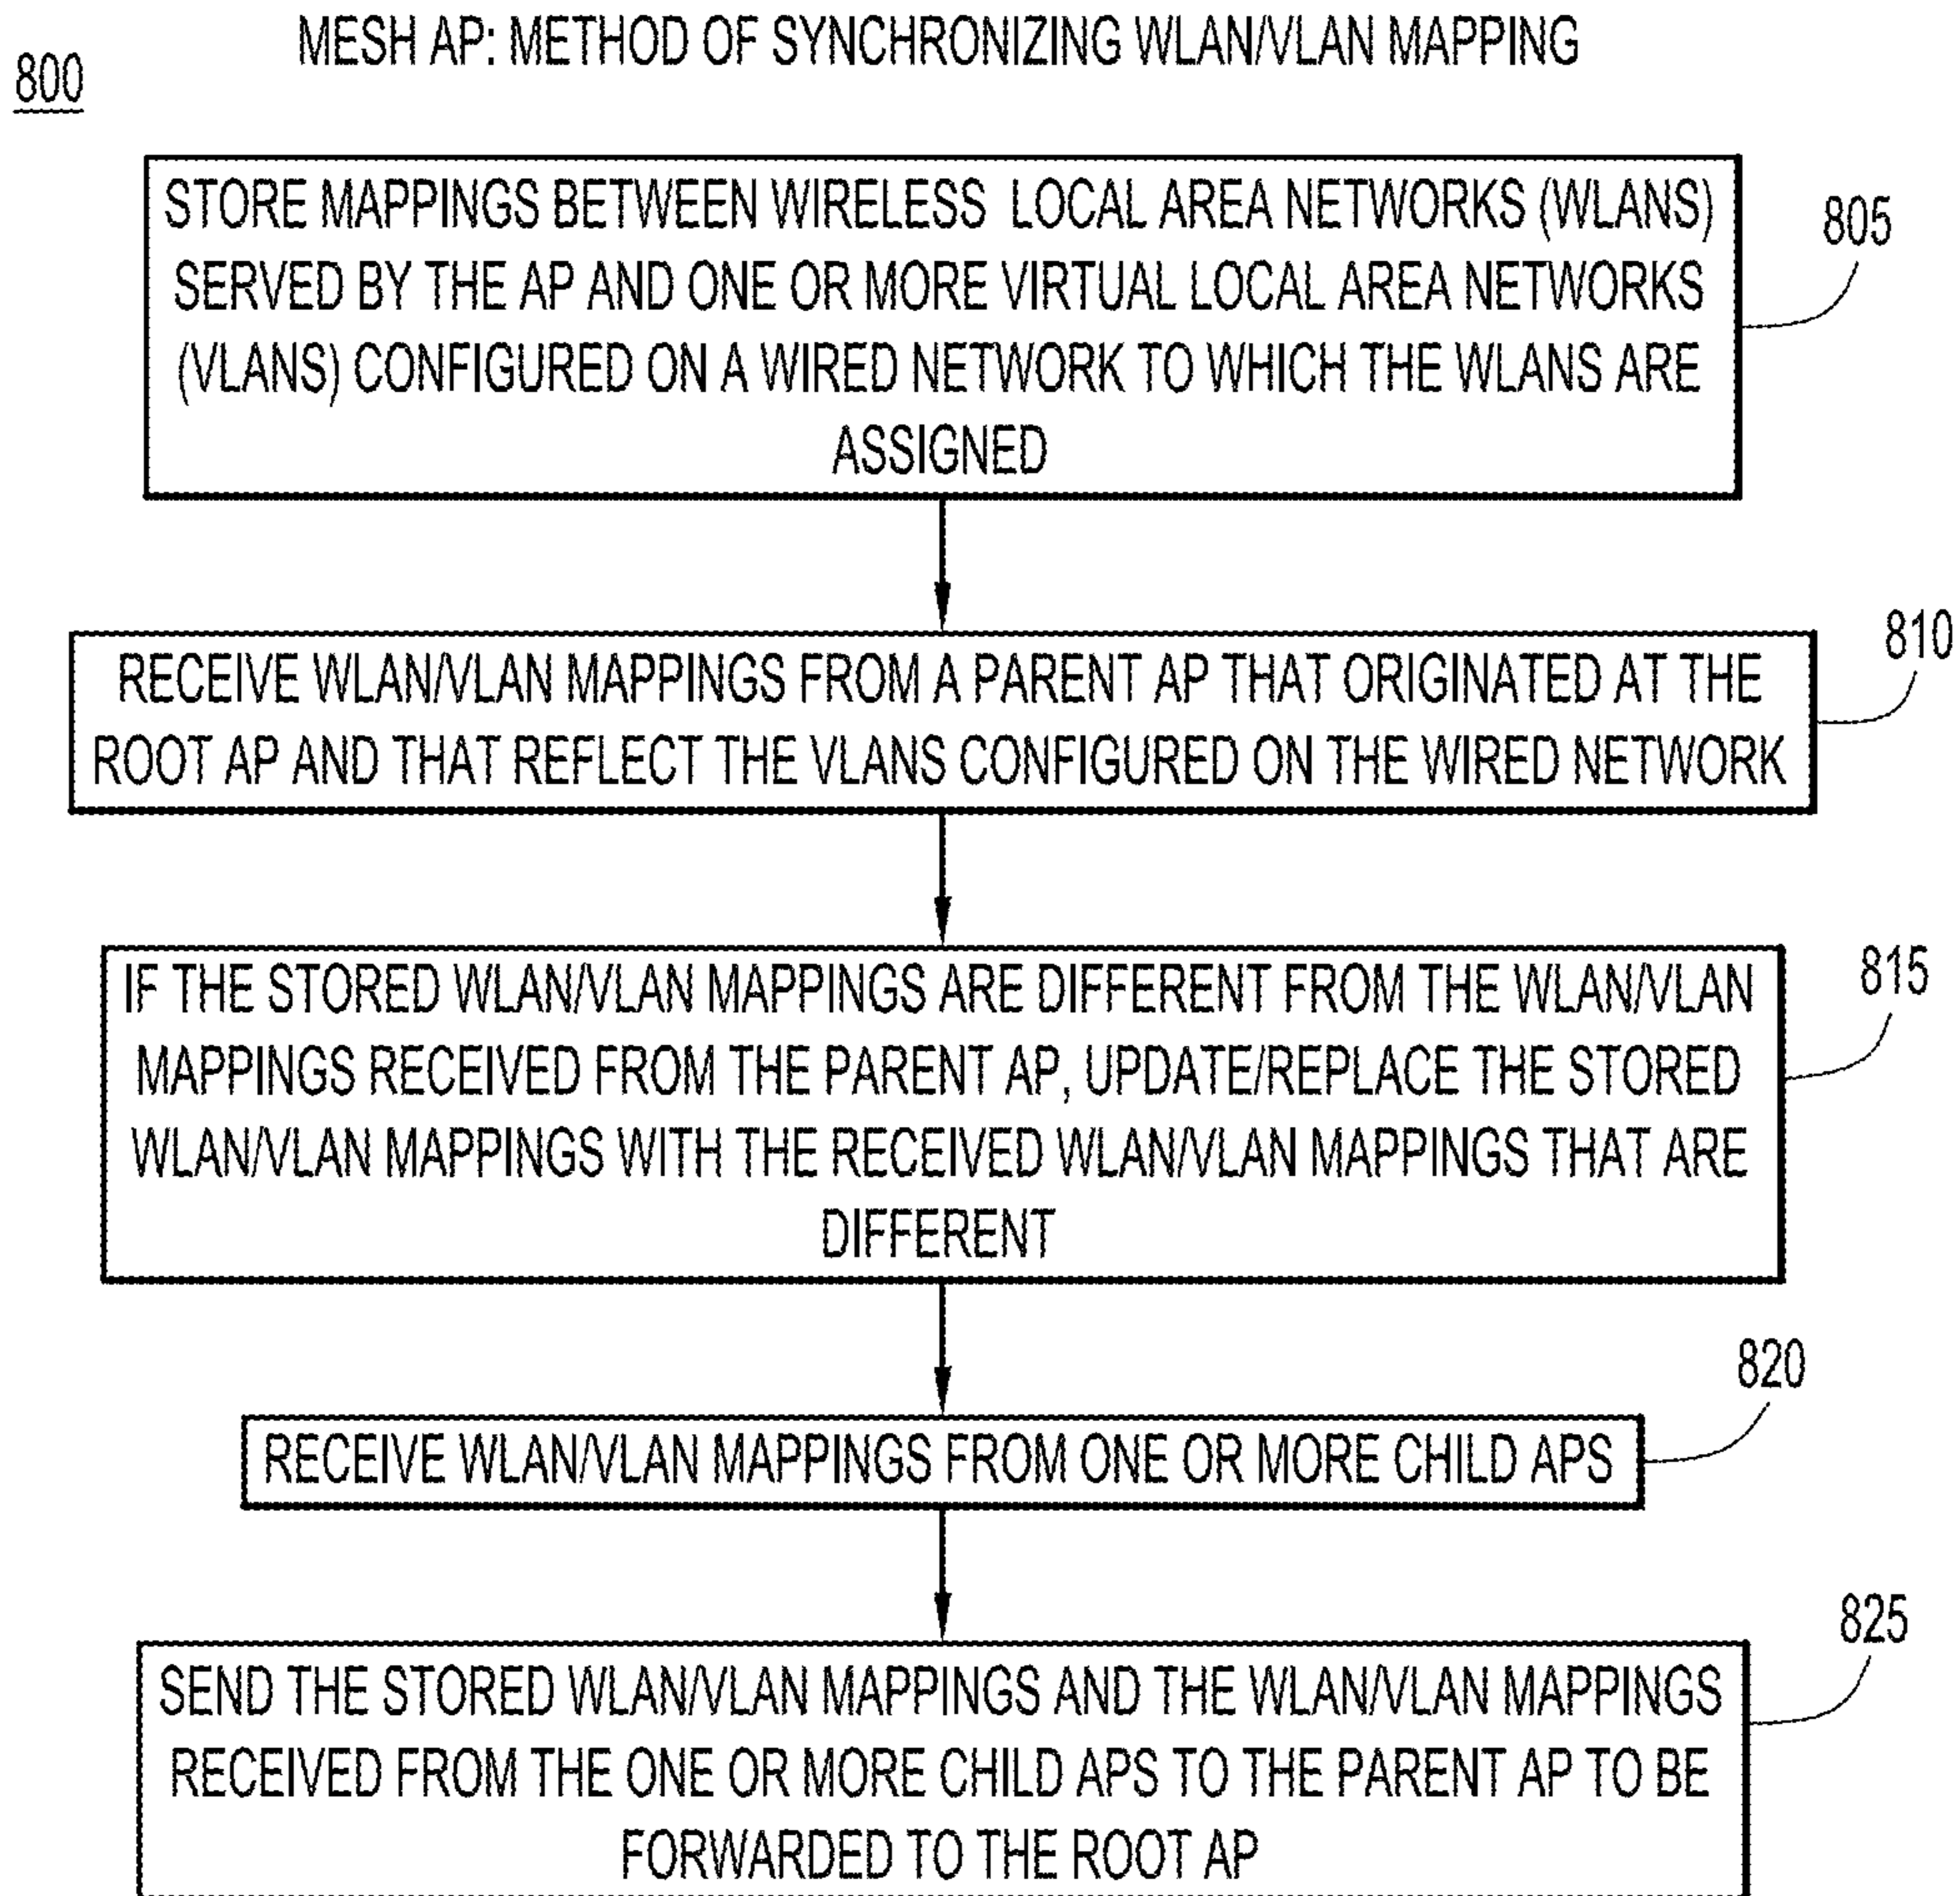 MESH AP: METHOD OF SYNCHRONIZING WLAN/VLAN MAPPING
800
STORE MAPPINGS BETWEEN WIRELESS LOCAL AREA NETWORKS (WLANS)
SERVED BY THE AP AND ONE OR MORE VIRTUAL LOCAL AREA NETWORKS
(VLANS) CONFIGURED ON A WIRED NETWORK TO WHICH THE WLANS ARE
ASSIGNED
805
RECEIVE WLAN/VLAN MAPPINGS FROM A PARENT AP THAT ORIGINATED AT THE
ROOT AP AND THAT REFLECT THE VLANS CONFIGURED ON THE WIRED NETWORK
810
IF THE STORED WLAN/VLAN MAPPINGS ARE DIFFERENT FROM THE WLAN/VLAN
MAPPINGS RECEIVED FROM THE PARENT AP, UPDATE/REPLACE THE STORED
WLAN/VLAN MAPPINGS WITH THE RECEIVED WLAN/VLAN MAPPINGS THAT ARE
DIFFERENT
815
RECEIVE WLAN/VLAN MAPPINGS FROM ONE OR MORE CHILD APS
820
SEND THE STORED WLAN/VLAN MAPPINGS AND THE WLAN/VLAN MAPPINGS
RECEIVED FROM THE ONE OR MORE CHILD APS TO THE PARENT AP TO BE
FORWARDED TO THE ROOT AP
825